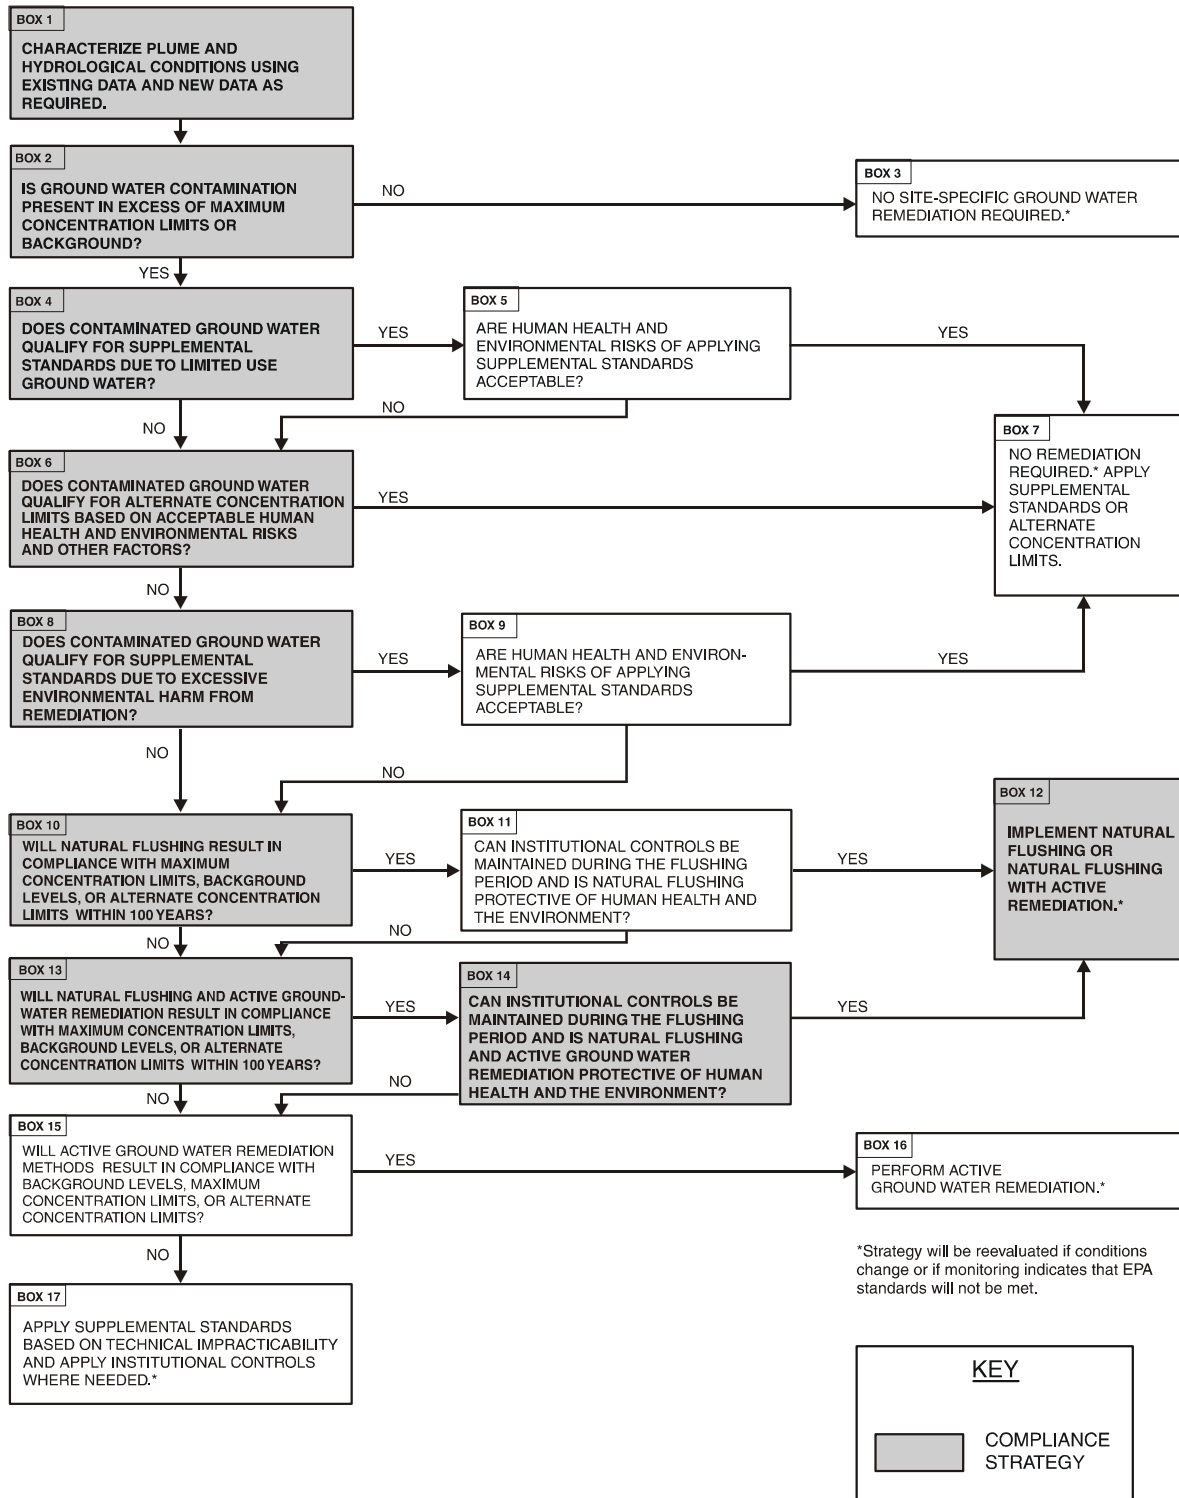 BOX 1
CHARACTERIZE PLUME AND
HYDROLOGICAL CONDITIONS USING
EXISTING DATA AND NEW DATA AS
REQUIRED.
BOX 2
IS GROUND WATER CONTAMINATION
PRESENT IN EXCESS OF MAXIMUM
CONCENTRATION LIMITS OR
BACKGROUND?
NO
BOX 3
NO SITE-SPECIFIC GROUND WATER
REMEDIATION REQUIRED.*
YES
BOX 4
DOES CONTAMINATED GROUND WATER
QUALIFY FOR SUPPLEMENTAL
STANDARDS DUE TO LIMITED USE
GROUND WATER?
YES
BOX 5
ARE HUMAN HEALTH AND
ENVIRONMENTAL RISKS OF APPLYING
SUPPLEMENTAL STANDARDS
ACCEPTABLE?
YES
NO
NO
BOX 6
DOES CONTAMINATED GROUND WATER
QUALIFY FOR ALTERNATE CONCENTRATION
LIMITS BASED ON ACCEPTABLE HUMAN
HEALTH AND ENVIRONMENTAL RISKS
AND OTHER FACTORS?
YES
BOX 7
NO REMEDIATION
REQUIRED.* APPLY
SUPPLEMENTAL
STANDARDS OR
ALTERNATE
CONCENTRATION
LIMITS.
NO
BOX 8
DOES CONTAMINATED GROUND WATER
QUALIFY FOR SUPPLEMENTAL
STANDARDS DUE TO EXCESSIVE
ENVIRONMENTAL HARM FROM
REMEDIATION?
YES
BOX 9
ARE HUMAN HEALTH AND ENVIRON-
MENTAL RISKS OF APPLYING
SUPPLEMENTAL STANDARDS
ACCEPTABLE?
YES
NO
NO
BOX 10
WILL NATURAL FLUSHING RESULT IN
COMPLIANCE WITH MAXIMUM
CONCENTRATION LIMITS, BACKGROUND
LEVELS, OR ALTERNATE CONCENTRATION
LIMITS WITHIN 100 YEARS?
YES
BOX 11
CAN INSTITUTIONAL CONTROLS BE
MAINTAINED DURING THE FLUSHING
PERIOD AND IS NATURAL FLUSHING
PROTECTIVE OF HUMAN HEALTH AND
THE ENVIRONMENT?
YES
BOX 12
IMPLEMENT NATURAL
FLUSHING OR
NATURAL FLUSHING
WITH ACTIVE
REMEDIATION.*
NO
NO
BOX 13
WILL NATURAL FLUSHING AND ACTIVE GROUND-
WATER REMEDIATION RESULT IN COMPLIANCE
WITH MAXIMUM CONCENTRATION LIMITS,
BACKGROUND LEVELS, OR ALTERNATE
CONCENTRATION LIMITS WITHIN 100 YEARS?
YES
BOX 14
CAN INSTITUTIONAL CONTROLS BE
MAINTAINED DURING THE FLUSHING
PERIOD AND IS NATURAL FLUSHING
AND ACTIVE GROUND WATER
REMEDIATION PROTECTIVE OF HUMAN
HEALTH AND THE ENVIRONMENT?
YES
NO
NO
BOX 15
WILL ACTIVE GROUND WATER REMEDIATION
METHODS RESULT IN COMPLIANCE WITH
BACKGROUND LEVELS, MAXIMUM
CONCENTRATION LIMITS, OR ALTERNATE
CONCENTRATION LIMITS?
YES
BOX 16
PERFORM ACTIVE
GROUND WATER REMEDIATION.*
NO
BOX 17
APPLY SUPPLEMENTAL STANDARDS
BASED ON TECHNICAL IMPRACTICABILITY
AND APPLY INSTITUTIONAL CONTROLS
WHERE NEEDED.*
*Strategy will be reevaluated if conditions
change or if monitoring indicates that EPA
standards will not be met.
KEY
COMPLIANCE
STRATEGY